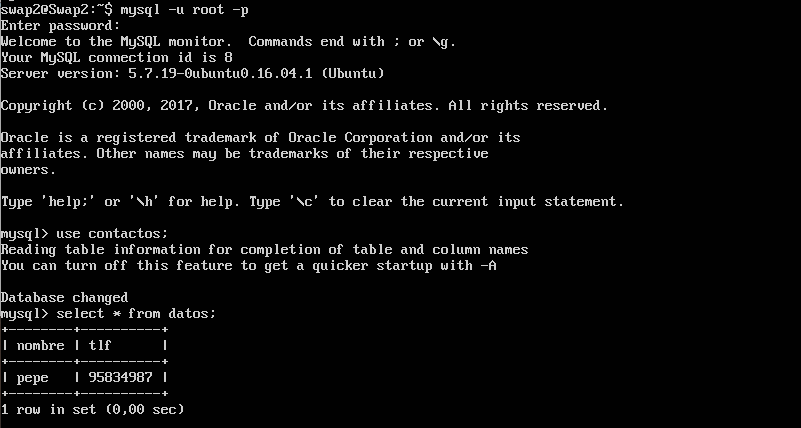 swap2@Swap2:~$ mysql -u root -p
Enter password:
Welcome to the MySQL monitor.  Commands end with ; or \g.
Your MySQL connection id is 8
Server version: 5.7.19-0ubuntu0.16.04.1 (Ubuntu)
Copyright (c) 2000, 2017, Oracle and/or its affiliates. All rights reserved.
Oracle is a registered trademark of Oracle Corporation and/or its
affiliates. Other names may be trademarks of their respective
owners.
Type 'help;' or '\h' for help. Type '\c' to clear the current input statement.
mysql> use contactos;
Reading table information for completion of table and column names
You can turn off this feature to get a quicker startup with -A
Database changed
mysql> select * from datos;
+--------+----------+
| nombre | tlf      |
+--------+----------+
| pepe   | 95834987 |
+--------+----------+
1 row in set (0,00 sec)